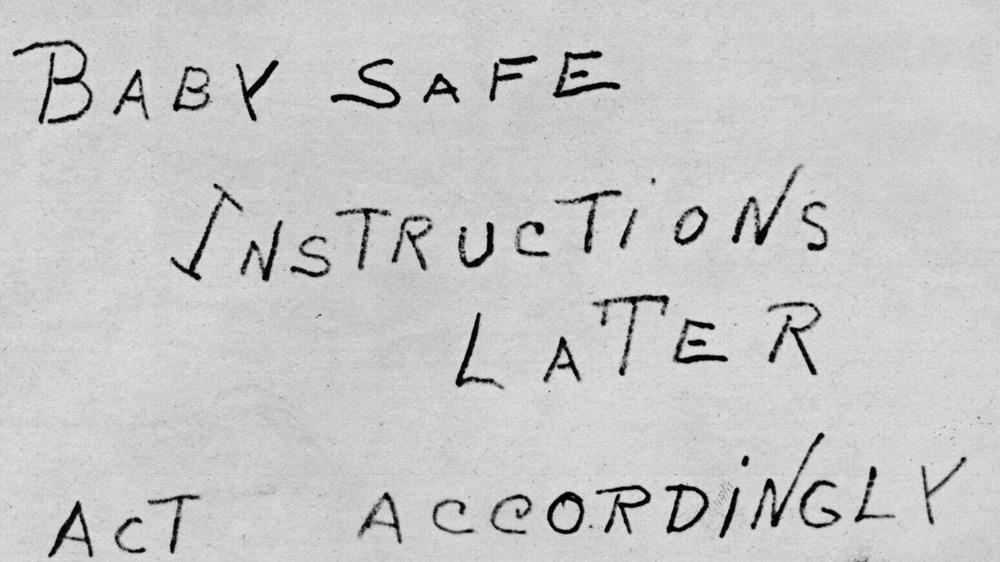 BABY SAFE
INSTRUCTIONS
LATER
ACT ACCORDINGLY